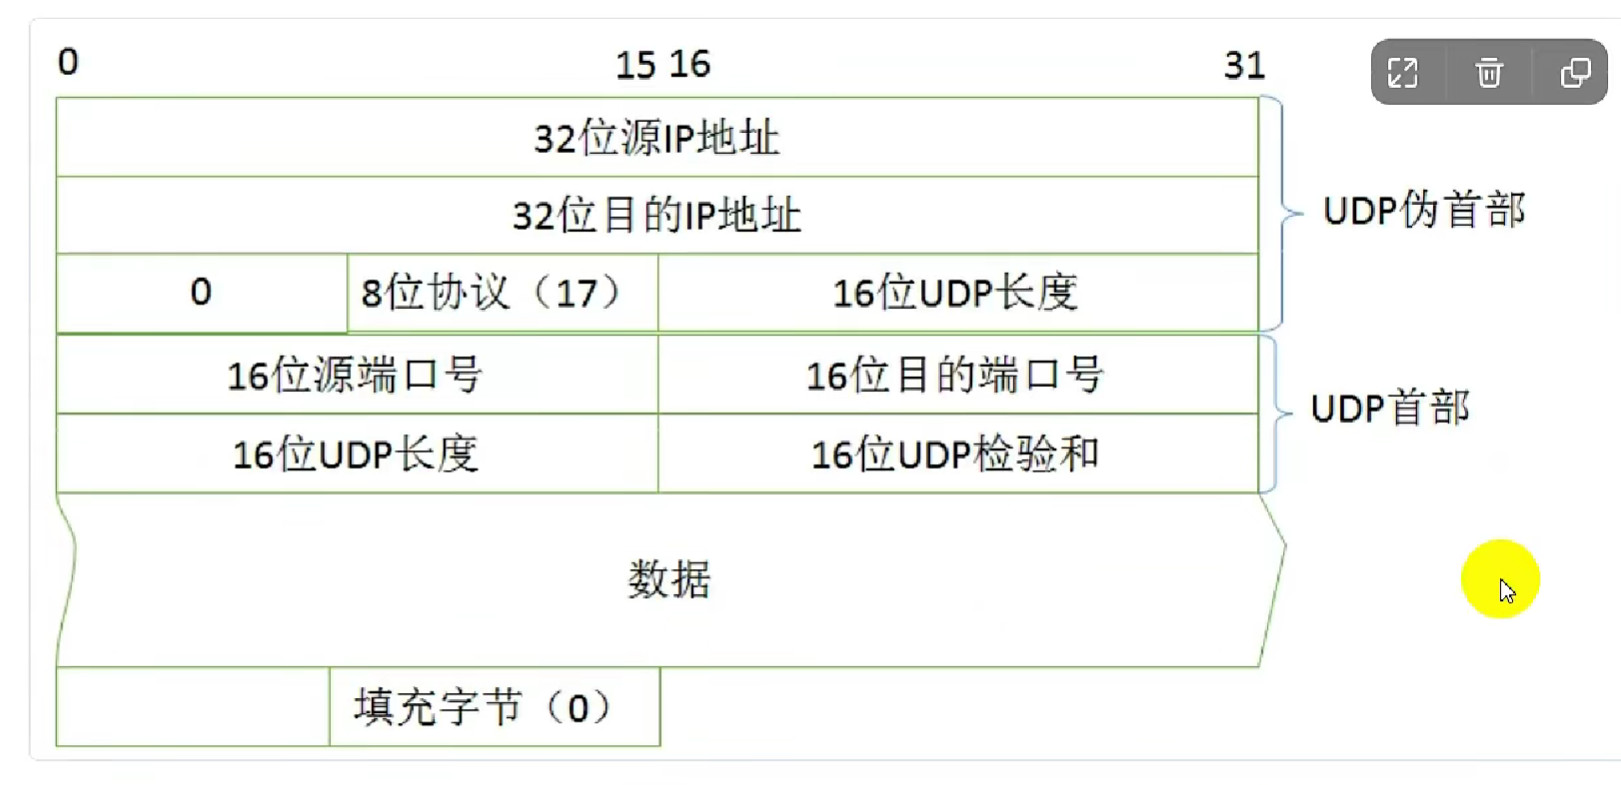 0 15 16 31
32位源IP地址
32位目的IP地址
UDP伪首部
0 8位协议（17） 16位UDP长度
16位源端口号 16位目的端口号
UDP首部
16位UDP长度 16位UDP检验和
数据
填充字节（0）